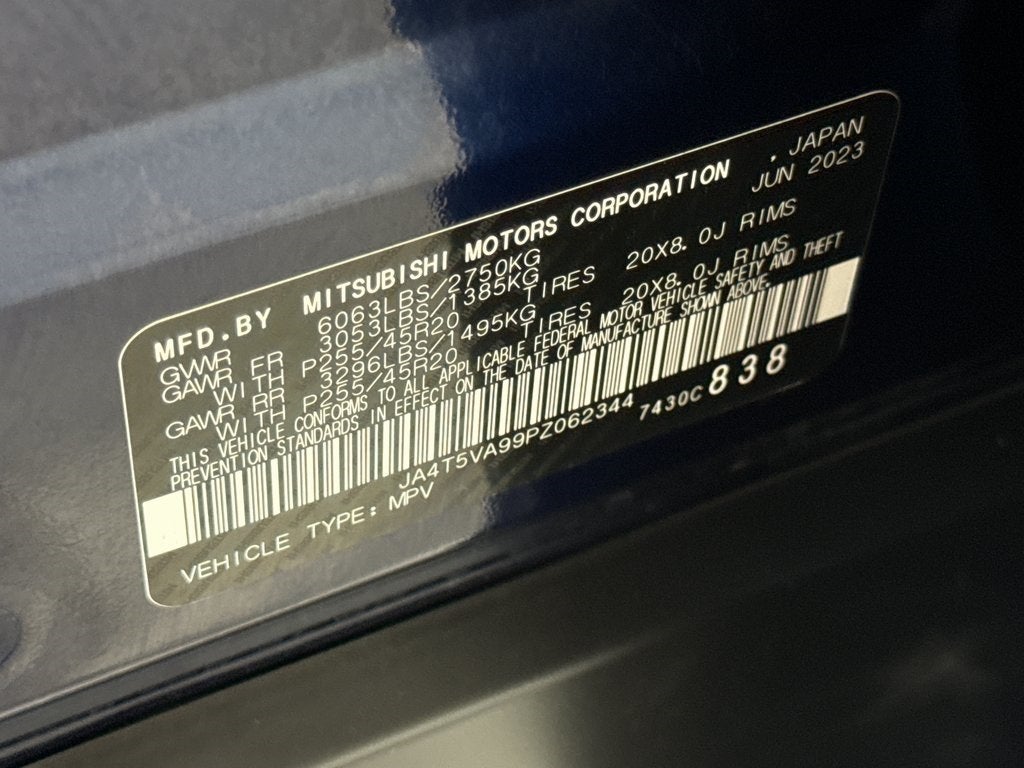 MFD.BY MITSUBISHI MOTORS CORPORATION . JAPAN
JUN 2023
GVWR 6063LBS/2750KG
GAWR FR 3053LBS/1385KG
WITH P255/45R20 TIRES 20X8.0J RIMS
GAWR RR 3296LBS/1495KG
WITH P255/45R20 TIRES 20X8.0J RIMS
THIS VEHICLE CONFORMS TO ALL APPLICABLE FEDERAL MOTOR VEHICLE SAFETY AND THEFT
PREVENTION STANDARDS IN EFFECT ON THE DATE OF MANUFACTURE SHOWN ABOVE.
JA4T5VA99PZ062344 7430C 838
VEHICLE TYPE: MPV